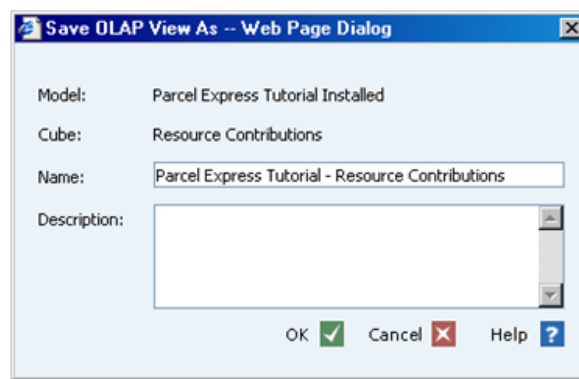 Save OLAP View As -- Web Page Dialog
Model: Parcel Express Tutorial Installed
Cube: Resource Contributions
Name: Parcel Express Tutorial - Resource Contributions
Description:
OK Cancel Help ?